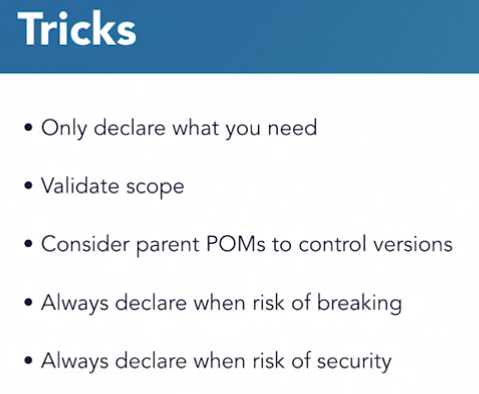 Tricks
• Only declare what you need
• Validate scope
• Consider parent POMs to control versions
• Always declare when risk of breaking
• Always declare when risk of security